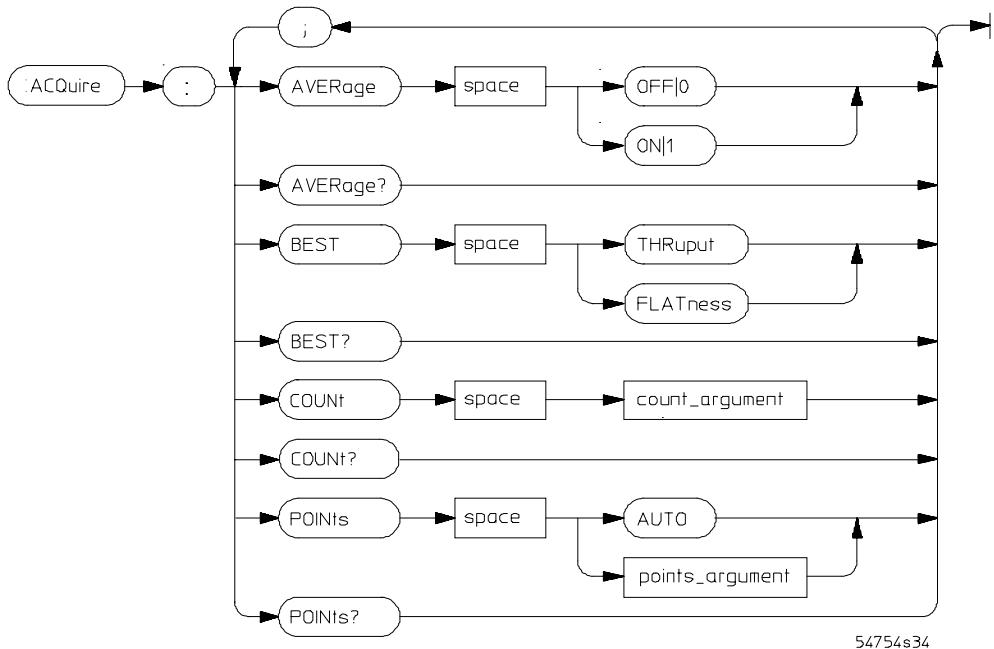 ;
:ACQuire : AVERage space OFF|0
ON|1
AVERage?
BEST space THRuput
FLATness
BEST?
COUNt space count_argument
COUNt?
POINts space AUTO
points_argument
POINts?
54754s34